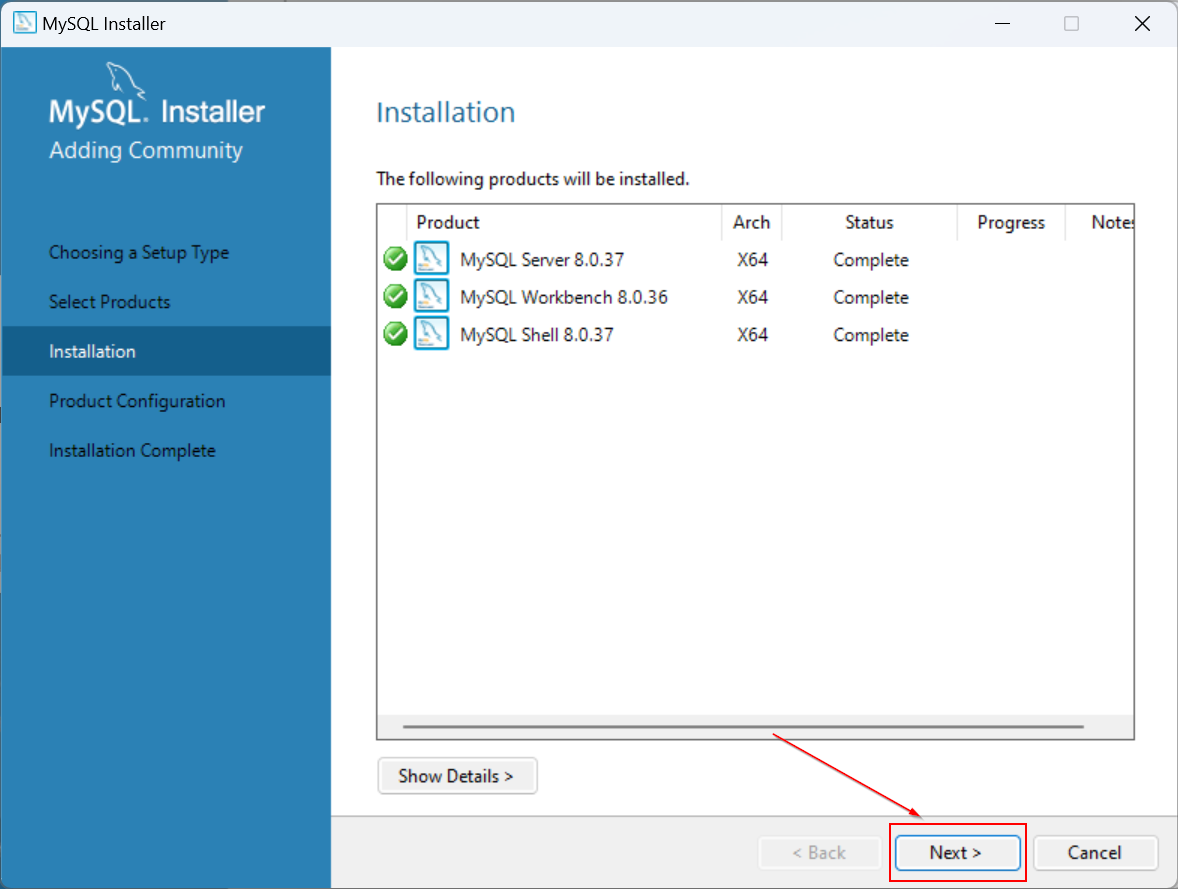 MySQL Installer
MySQL. Installer
Adding Community
Choosing a Setup Type
Select Products
Installation
Product Configuration
Installation Complete
Installation
The following products will be installed.
Product Arch Status Progress Notes
MySQL Server 8.0.37 X64 Complete
MySQL Workbench 8.0.36 X64 Complete
MySQL Shell 8.0.37 X64 Complete
Show Details >
< Back Next > Cancel